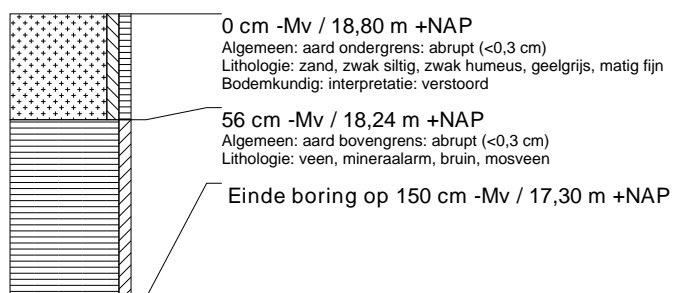 0 cm -Mv / 18,80 m +NAP
Algemeen: aard ondergrens: abrupt (<0,3 cm)
Lithologie: zand, zwak siltig, zwak humeus, geelgrijs, matig fijn
Bodemkundig: interpretatie: verstoord
56 cm -Mv / 18,24 m +NAP
Algemeen: aard bovengrens: abrupt (<0,3 cm)
Lithologie: veen, mineraalarm, bruin, mosveen
Einde boring op 150 cm -Mv / 17,30 m +NAP